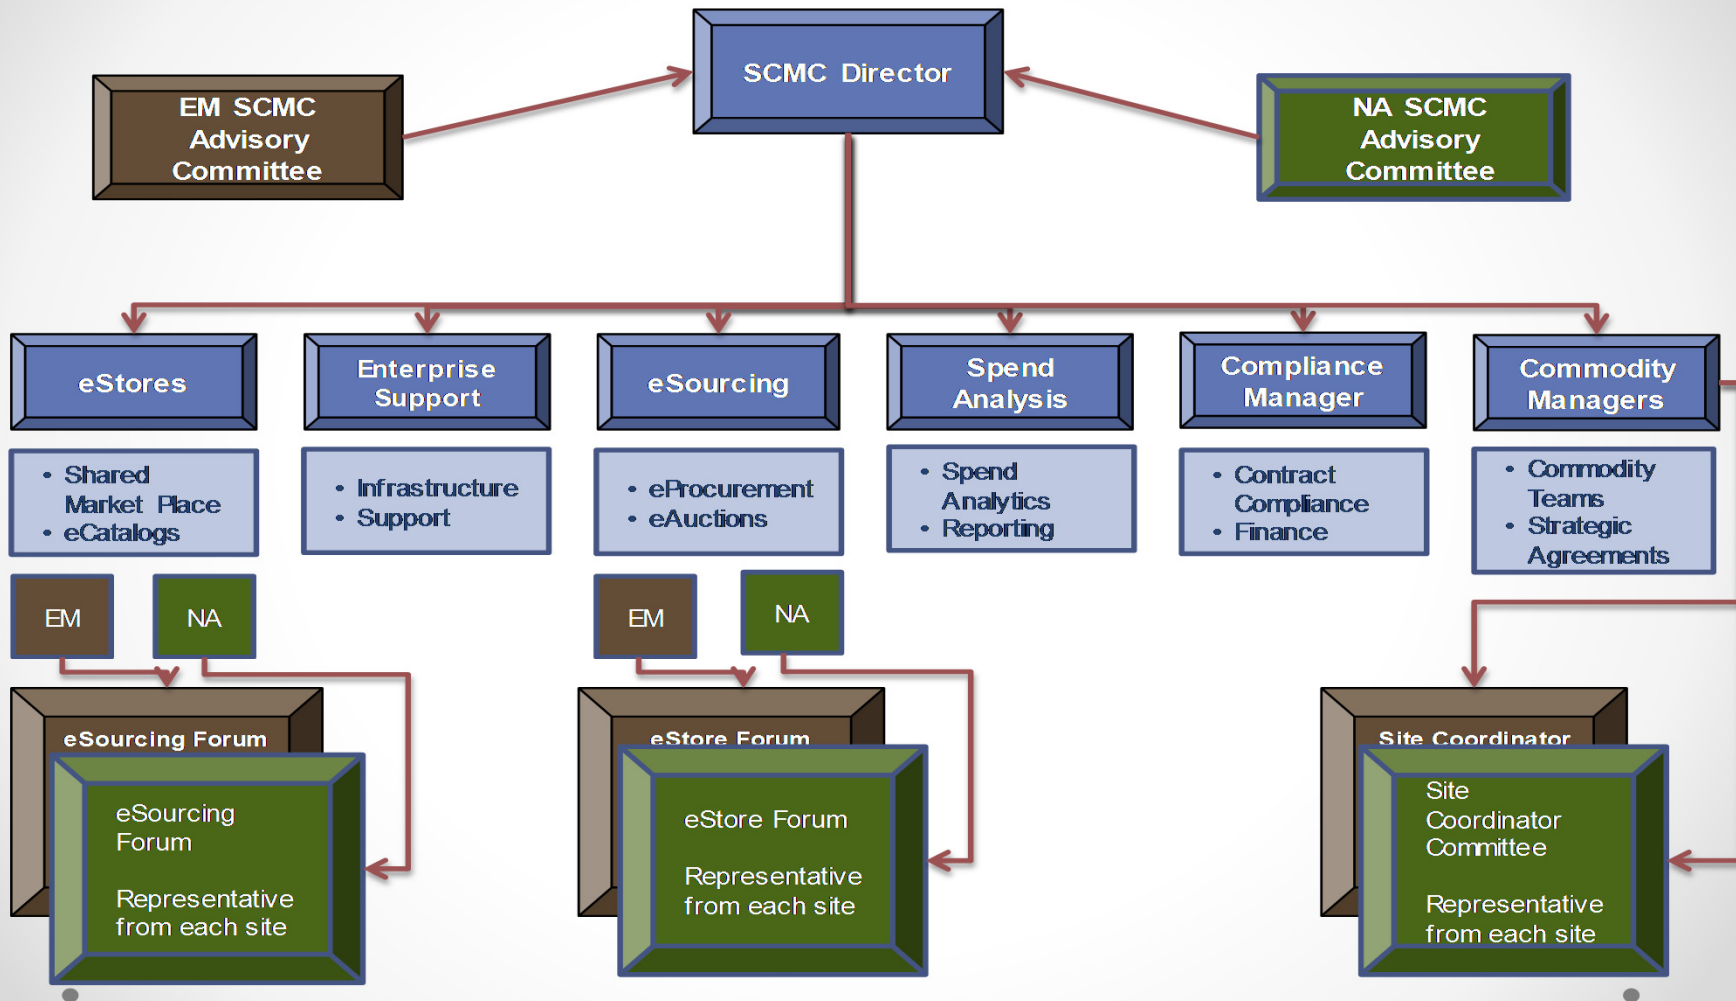 SCMC Director
EM SCMC
Advisory
Committee
NA SCMC
Advisory
Committee
eStores
Enterprise
Support
eSourcing
Spend
Analysis
Compliance
Manager
Commodity
Managers
• Shared
Market Place
• eCatalogs
• Infrastructure
• Support
• eProcurement
• eAuctions
• Spend
Analytics
• Reporting
• Contract
Compliance
• Finance
• Commodity
Teams
• Strategic
Agreements
EM
NA
EM
NA
eSourcing Forum
eSourcing
Forum
Representative
from each site
eStore Forum
eStore Forum
Representative
from each site
Site Coordinator
Site
Coordinator
Committee
Representative
from each site